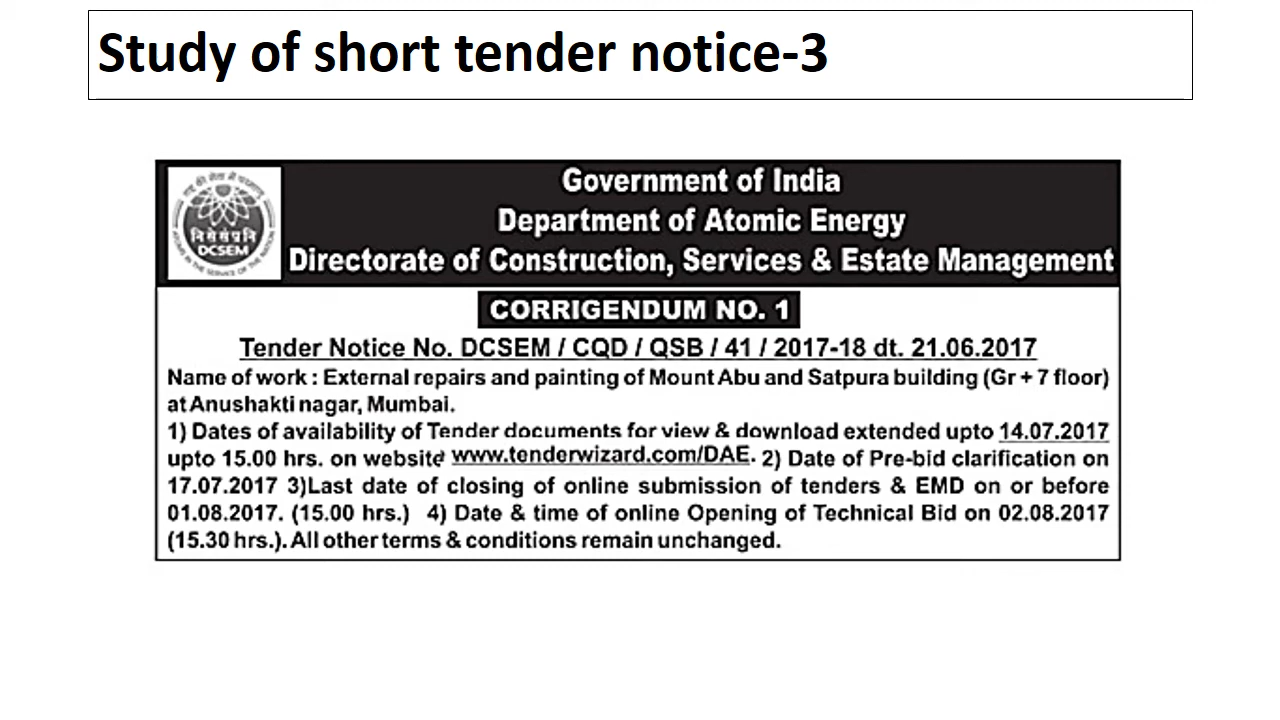 Study of short tender notice-3
Government of India
Department of Atomic Energy
Directorate of Construction, Services & Estate Management
निसेसंप्रनि
DCSEM
CORRIGENDUM NO. 1
Tender Notice No. DCSEM / CQD / QSB / 41 / 2017-18 dt. 21.06.2017
Name of work : External repairs and painting of Mount Abu and Satpura building (Gr + 7 floor)
at Anushakti nagar, Mumbai.
1) Dates of availability of Tender documents for view & download extended upto 14.07.2017
upto 15.00 hrs. on website www.tenderwizard.com/DAE. 2) Date of Pre-bid clarification on
17.07.2017 3)Last date of closing of online submission of tenders & EMD on or before
01.08.2017. (15.00 hrs.) 4) Date & time of online Opening of Technical Bid on 02.08.2017
(15.30 hrs.). All other terms & conditions remain unchanged.